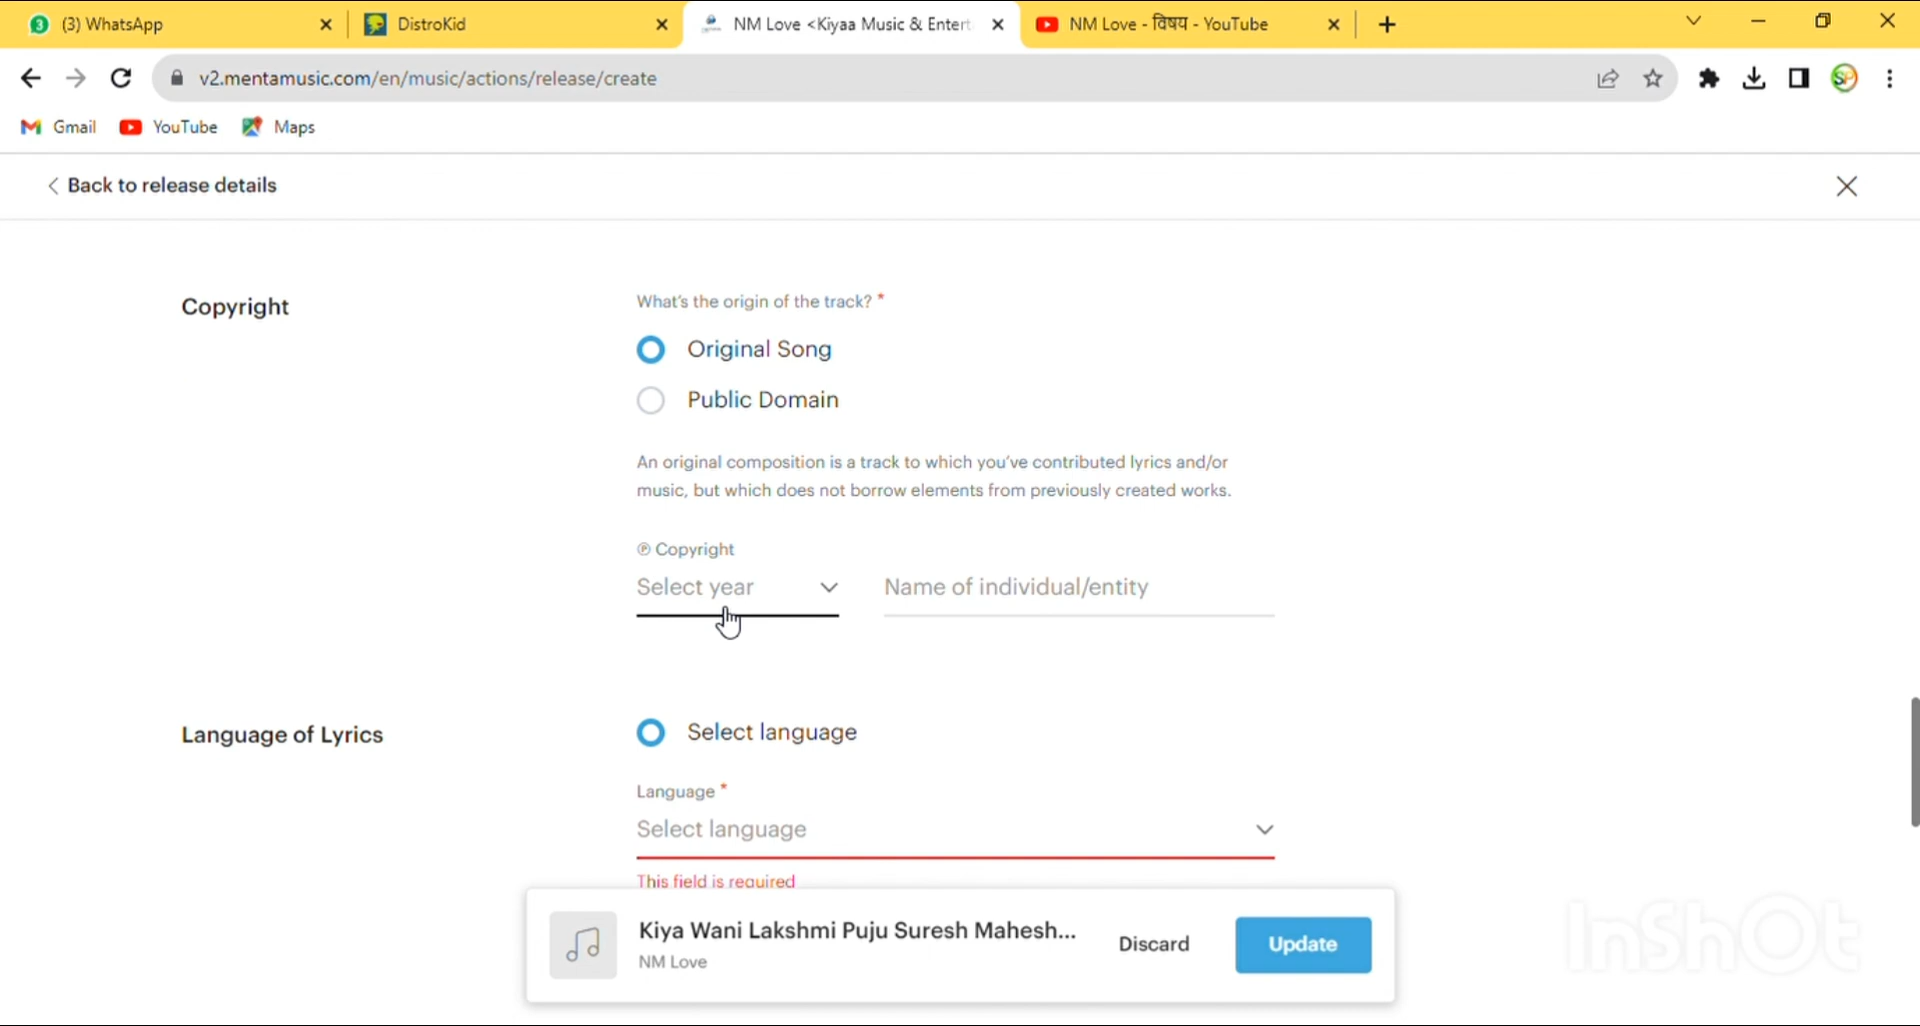 (3) WhatsApp
DistroKid
NM Love <Kiyaa Music & Entert
NM Love - विषय - YouTube
v2.mentamusic.com/en/music/actions/release/create
Gmail
YouTube
Maps
Back to release details
Copyright
What's the origin of the track? *
Original Song
Public Domain
An original composition is a track to which you've contributed lyrics and/or
music, but which does not borrow elements from previously created works.
℗ Copyright
Select year
Name of individual/entity
Language of Lyrics
Select language
Language *
Select language
This field is required
Kiya Wani Lakshmi Puju Suresh Mahesh...
NM Love
Discard
Update
InShOt